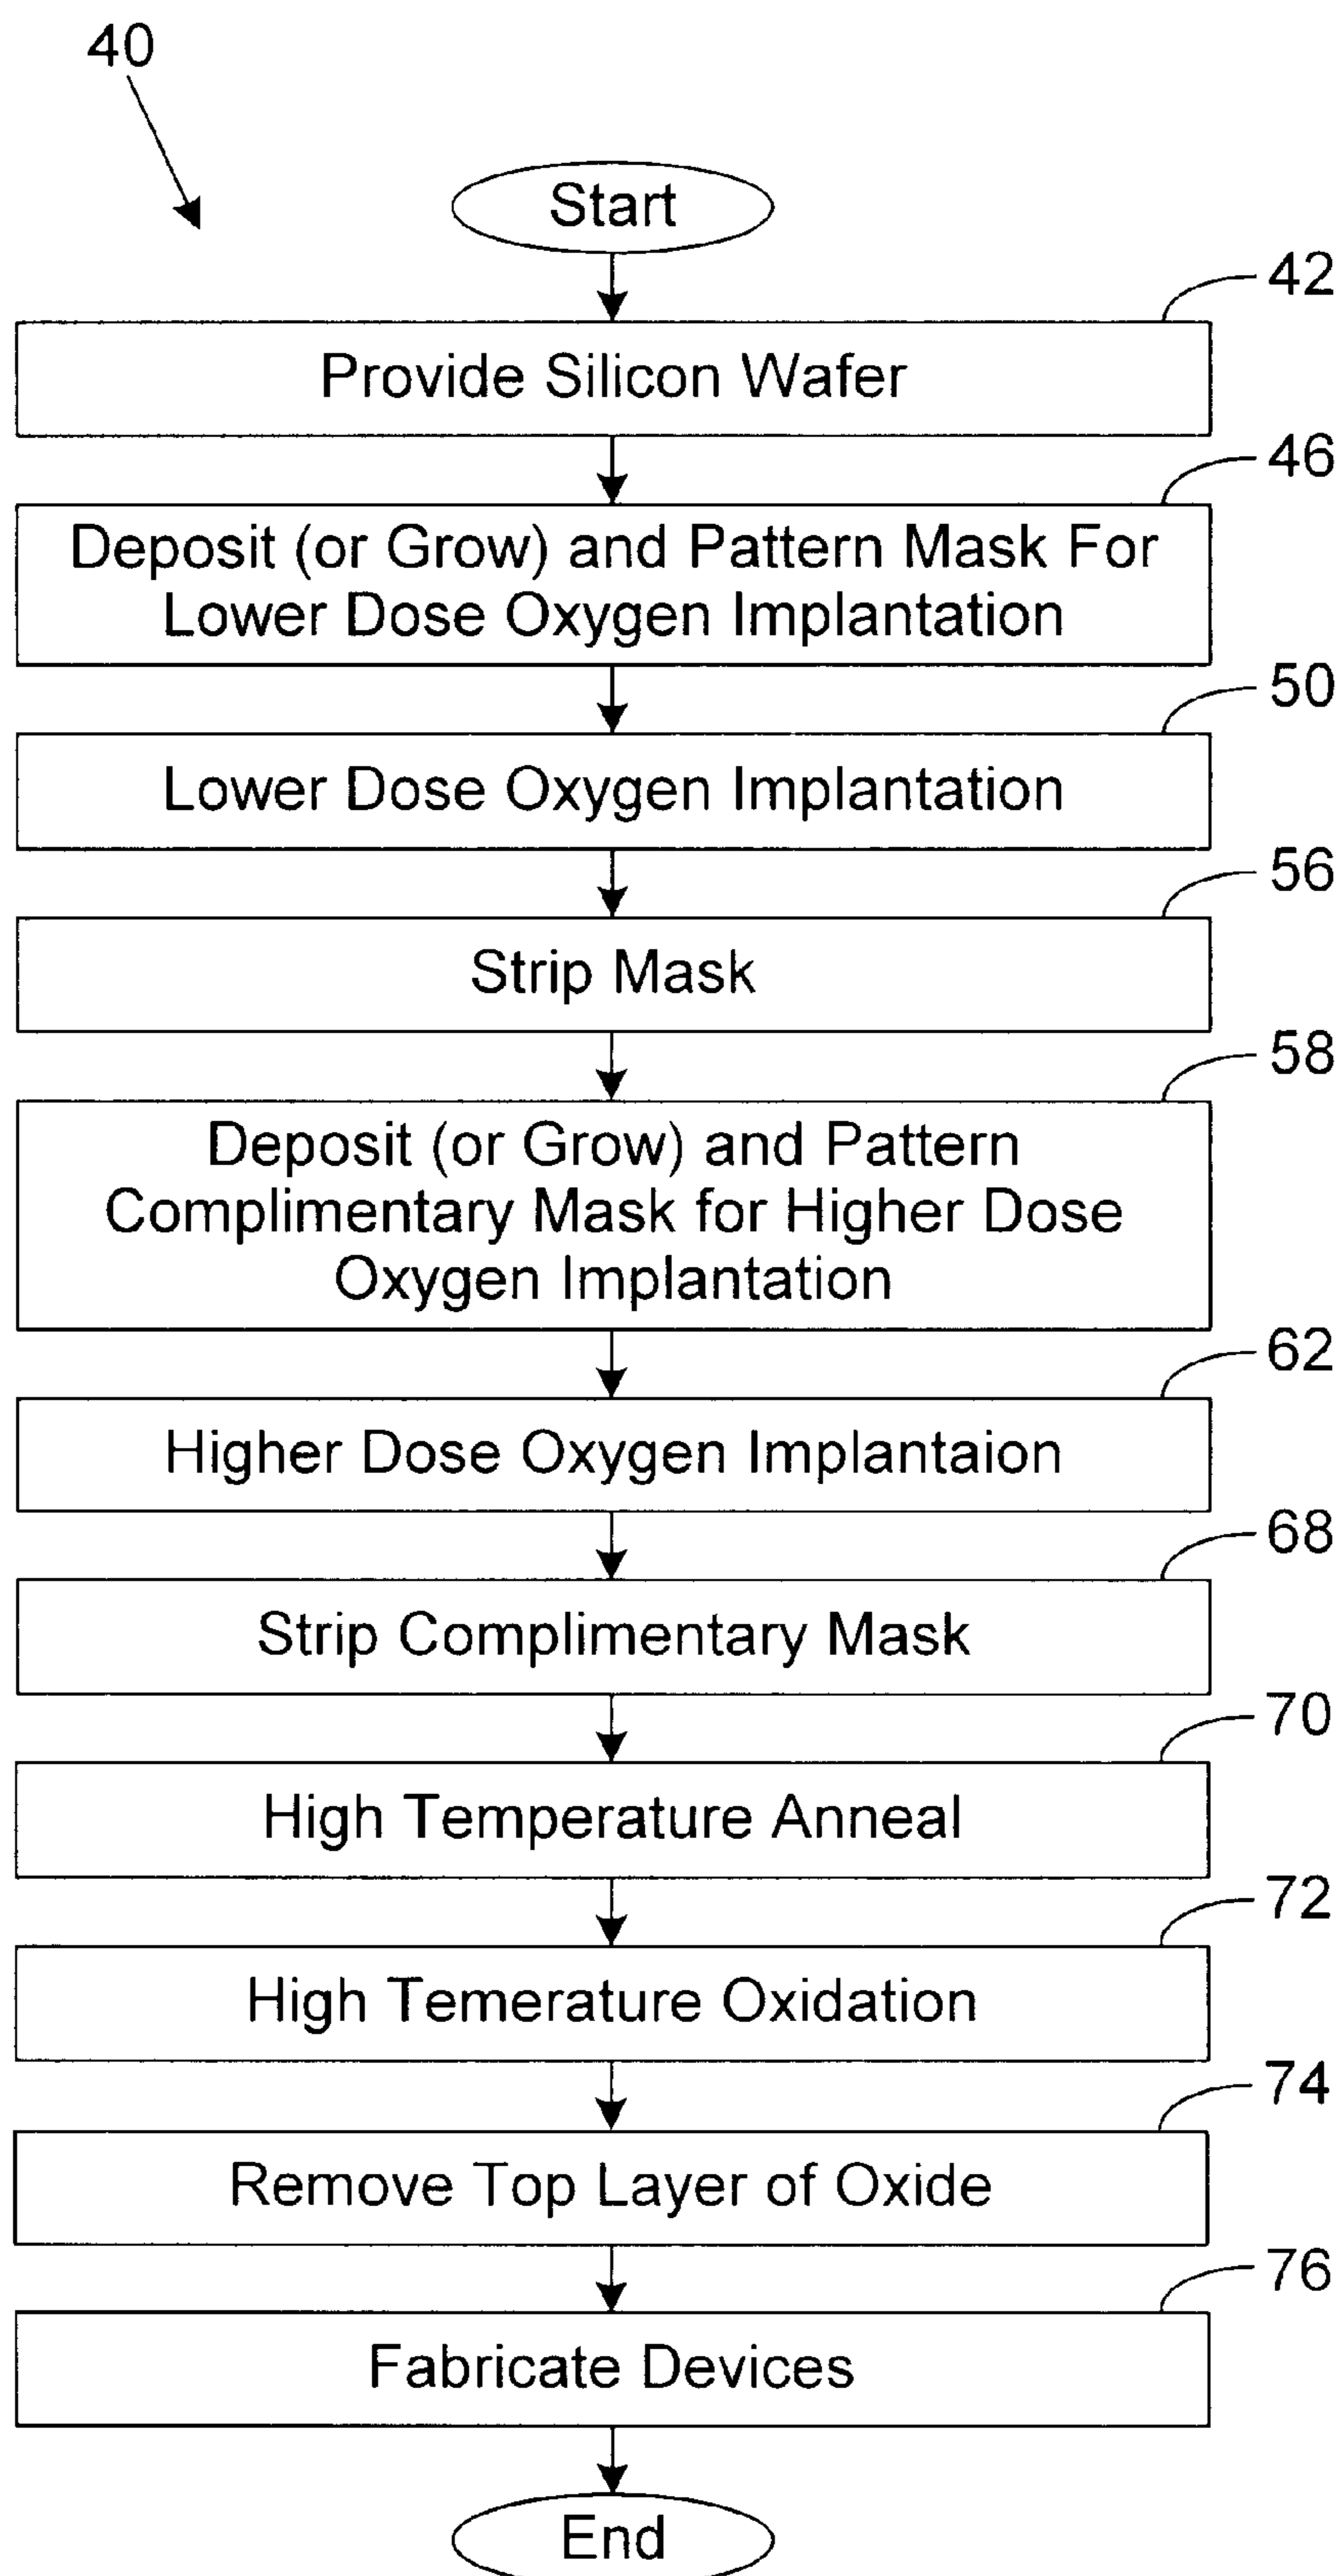 40
Start
42
Provide Silicon Wafer
46
Deposit (or Grow) and Pattern Mask For
Lower Dose Oxygen Implantation
50
Lower Dose Oxygen Implantation
56
Strip Mask
58
Deposit (or Grow) and Pattern
Complimentary Mask for Higher Dose
Oxygen Implantation
62
Higher Dose Oxygen Implantaion
68
Strip Complimentary Mask
70
High Temperature Anneal
72
High Temerature Oxidation
74
Remove Top Layer of Oxide
76
Fabricate Devices
End